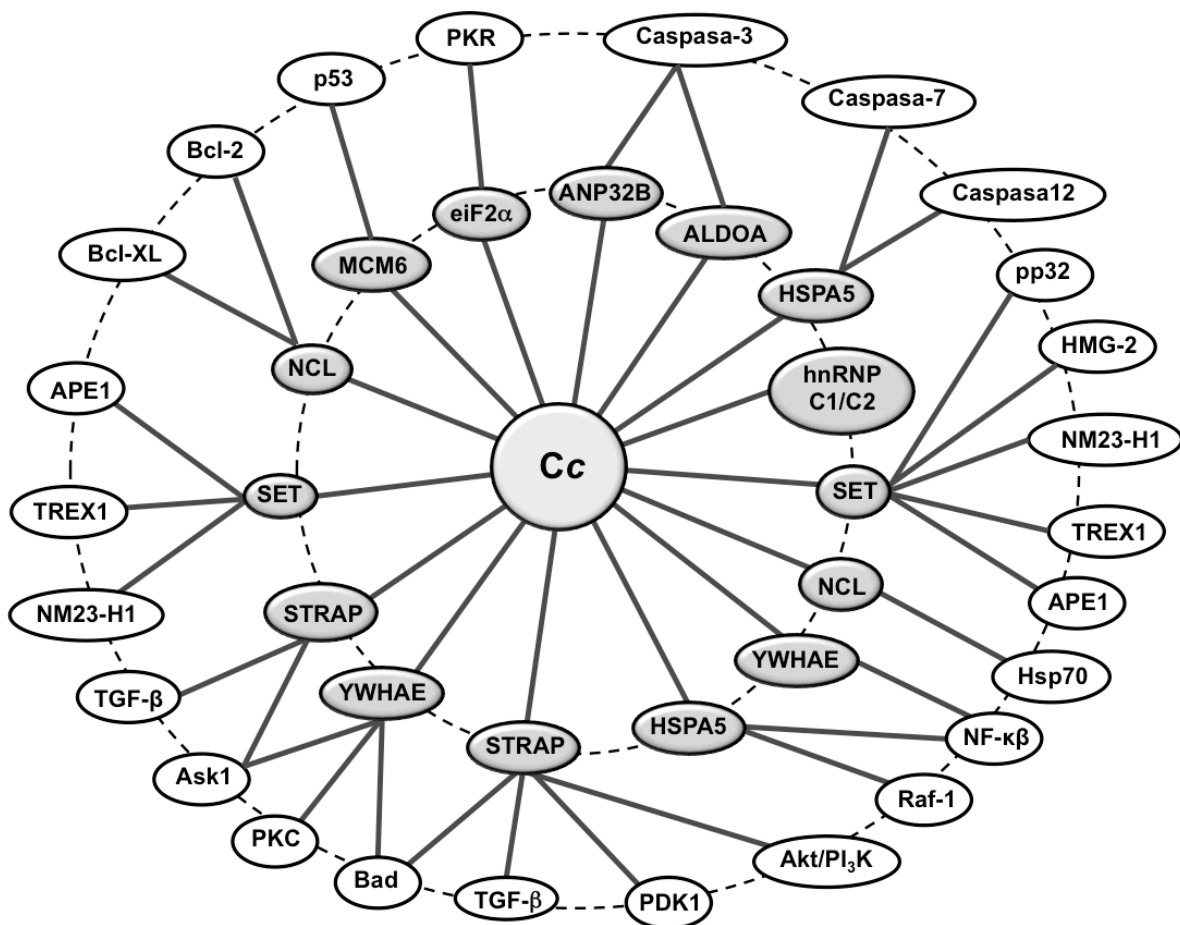 PKR
Caspasa-3
p53
Caspasa-7
Bcl-2
Caspasa12
eiF2α
ANP32B
ALDOA
Bcl-XL
MCM6
HSPA5
pp32
HMG-2
NCL
hnRNP
C1/C2
APE1
NM23-H1
Cc
SET
SET
TREX1
TREX1
NCL
APE1
NM23-H1
STRAP
YWHAE
Hsp70
TGF-β
YWHAE
HSPA5
NF-κβ
STRAP
Ask1
Raf-1
PKC
Akt/PI₃K
Bad
TGF-β
PDK1